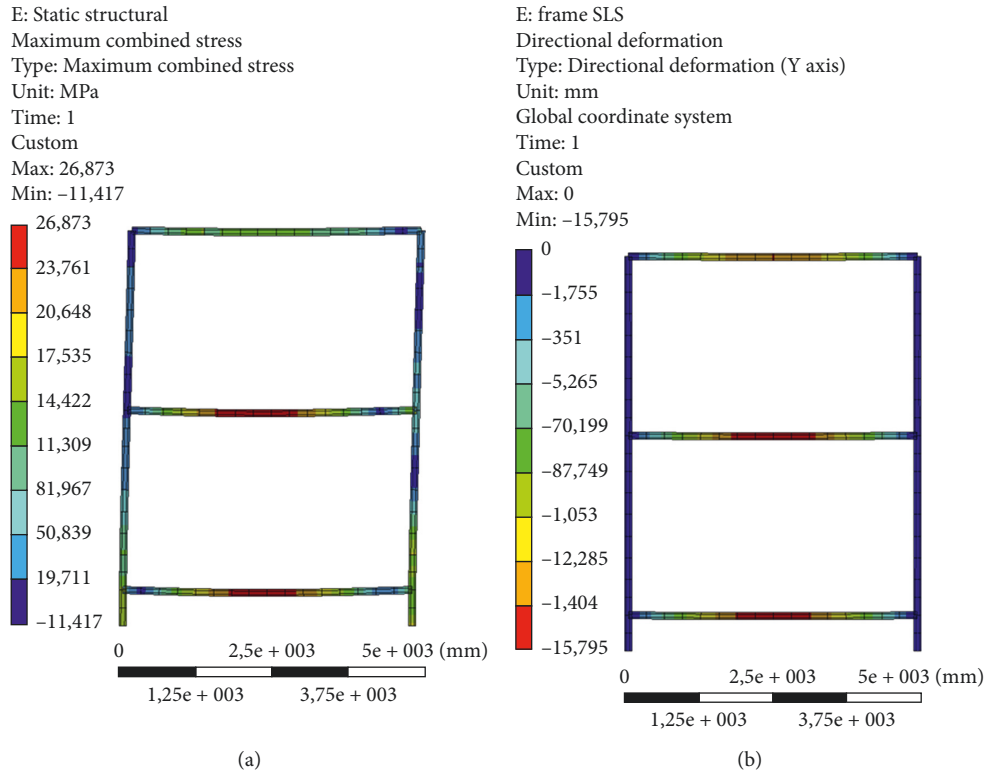 E: Static structural
Maximum combined stress
Type: Maximum combined stress
Unit: MPa
Time: 1
Custom
Max: 26,873
Min: –11,417
26,873
23,761
20,648
17,535
14,422
11,309
81,967
50,839
19,711
–11,417
0 2,5e + 003 5e + 003 (mm)
1,25e + 003 3,75e + 003
(a)
E: frame SLS
Directional deformation
Type: Directional deformation (Y axis)
Unit: mm
Global coordinate system
Time: 1
Custom
Max: 0
Min: –15,795
0
–1,755
–351
–5,265
–70,199
–87,749
–1,053
–12,285
–1,404
–15,795
0 2,5e + 003 5e + 003 (mm)
1,25e + 003 3,75e + 003
(b)